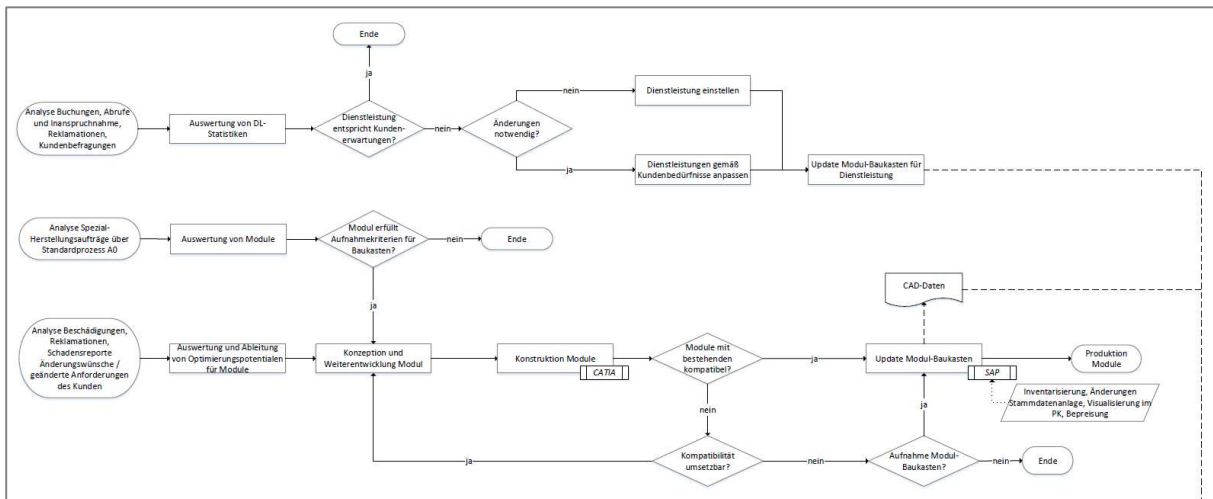 Ende
ja
Analyse Buchungen, Abrufe
und Inanspruchnahme,
Reklamationen,
Kundenbefragungen
Auswertung von DL-
Statistiken
Dienstleistung
entspricht Kunden-
erwartungen?
nein
Änderungen
notwendig?
nein
Dienstleistung einstellen
ja
Dienstleistungen gemäß
Kundenbedürfnisse anpassen
Update Modul-Baukasten für
Dienstleistung
Analyse Spezial-
Herstellungsaufträge über
Standardprozess A0
Auswertung von Module
Modul erfüllt
Aufnahmekriterien für
Baukasten?
nein
Ende
ja
CAD-Daten
Analyse Beschädigungen,
Reklamationen,
Schadensreporte
Änderungswünsche /
geänderte Anforderungen
des Kunden
Auswertung und Ableitung
von Optimierungspotentialen
für Module
Konzeption und
Weiterentwicklung Modul
Konstruktion Module
CATIA
Module mit
bestehenden
kompatibel?
ja
Update Modul-Baukasten
SAP
Produktion
Module
Inventarisierung, Änderungen
Stammdatenanlage, Visualisierung im
PK, Bepreisung
nein
ja
Kompatibilität
umsetzbar?
ja
nein
Aufnahme Modul-
Baukasten?
nein
Ende